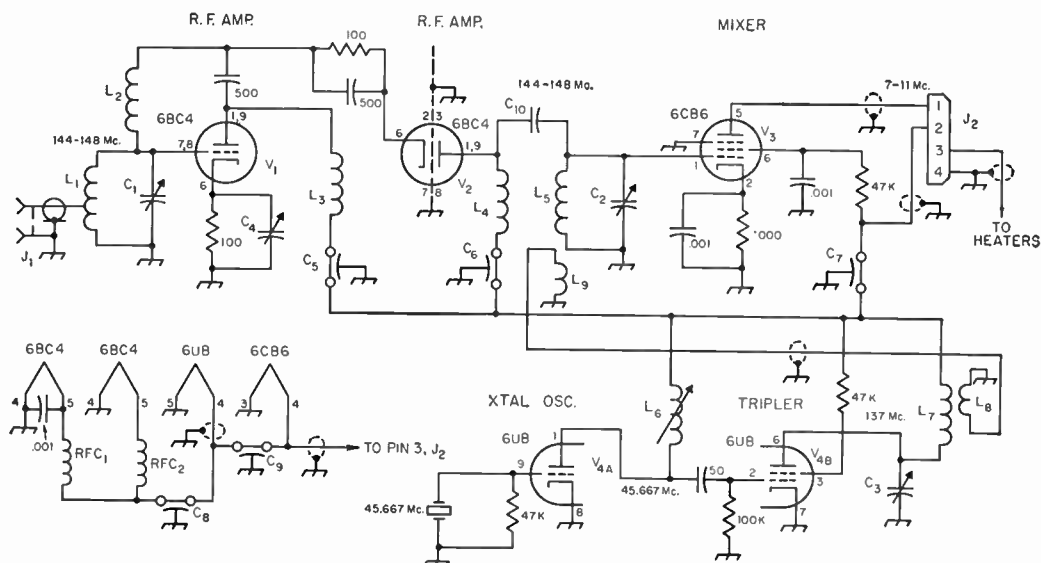 R.F. AMP.
R.F. AMP.
MIXER
100
500
500
L2
144-148 Mc.
6BC4
1,9
7,8
V1
6
L1
C1
J1
100
C4
L3
C5
2 3
6BC4
6
1,9
7 8
V2
144-148 Mc.
C10
L4
C6
L5
C2
L9
6CB6
5
V3
7
6
1
2
.001
1000
.001
47K
C7
7-11 Mc.
1
2
3
4
J2
TO
HEATERS
6BC4
6BC4
6U8
6CB6
4
5
4
5
5
4
3
4
.001
RFC1
RFC2
C9
C8
TO PIN 3, J2
XTAL OSC.
6U8
1
9
V4A
8
45.667 Mc.
47K
L6
45.667 Mc.
50
100K
TRIPLER
6U8
6
2
3
V4B
7
47K
137 Mc.
L7
L8
C3